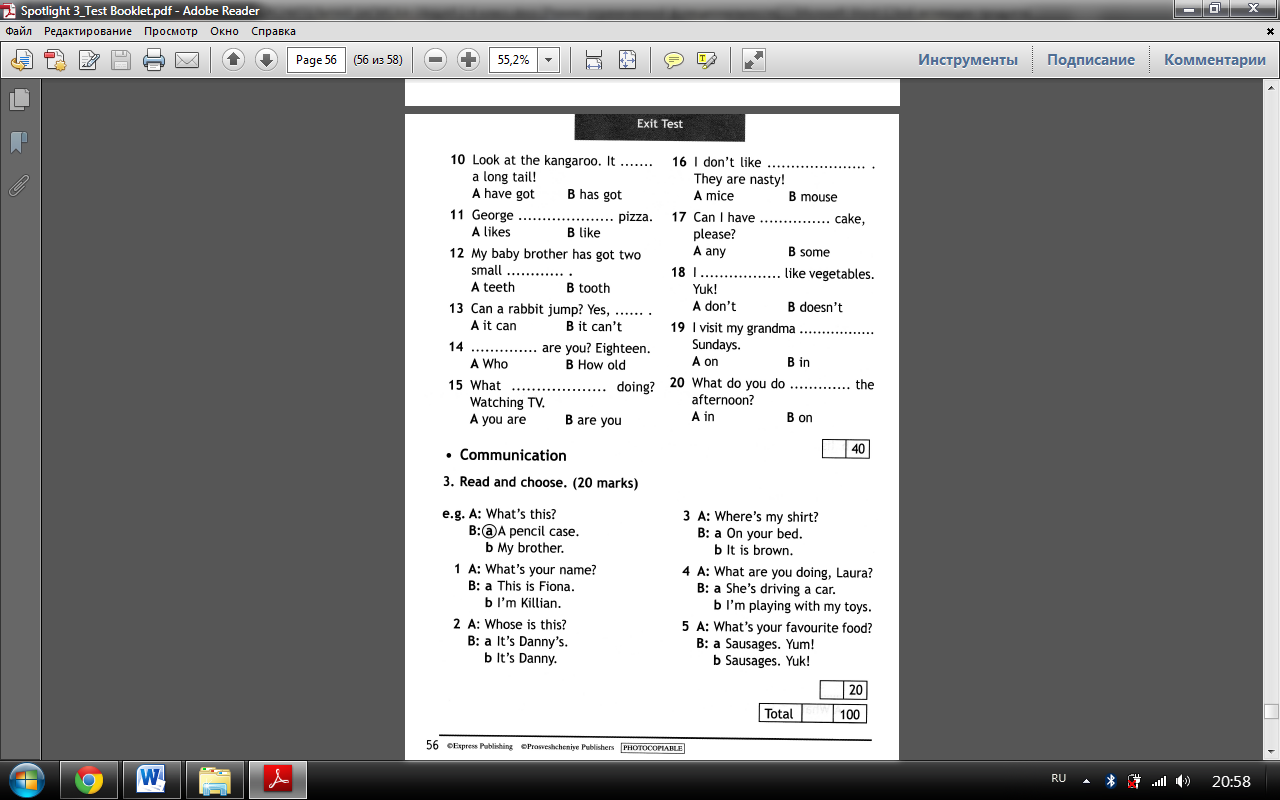 Spotlight 3_Test Booklet.pdf - Adobe Reader
Файл Редактирование Просмотр Окно Справка
Page 56 (56 из 58) 55,2% Инструменты Подписание Комментарии
Exit Test
10 Look at the kangaroo. It .......
a long tail!
A have got B has got
11 George .................... pizza.
A likes B like
12 My baby brother has got two
small ............ .
A teeth B tooth
13 Can a rabbit jump? Yes, ...... .
A it can B it can't
14 .............. are you? Eighteen.
A Who B How old
15 What ................... doing?
Watching TV.
A you are B are you
16 I don't like ..................... .
They are nasty!
A mice B mouse
17 Can I have ............... cake,
please?
A any B some
18 I ................. like vegetables.
Yuk!
A don't B doesn't
19 I visit my grandma ................
Sundays.
A on B in
20 What do you do ............. the
afternoon?
A in B on
40
• Communication
3. Read and choose. (20 marks)
e.g. A: What's this?
B: a A pencil case.
b My brother.
1 A: What's your name?
B: a This is Fiona.
b I'm Killian.
2 A: Whose is this?
B: a It's Danny's.
b It's Danny.
3 A: Where's my shirt?
B: a On your bed.
b It is brown.
4 A: What are you doing, Laura?
B: a She's driving a car.
b I'm playing with my toys.
5 A: What's your favourite food?
B: a Sausages. Yum!
b Sausages. Yuk!
20
Total 100
56 ©Express Publishing ©Prosveshcheniye Publishers PHOTOCOPIABLE
RU 20:58